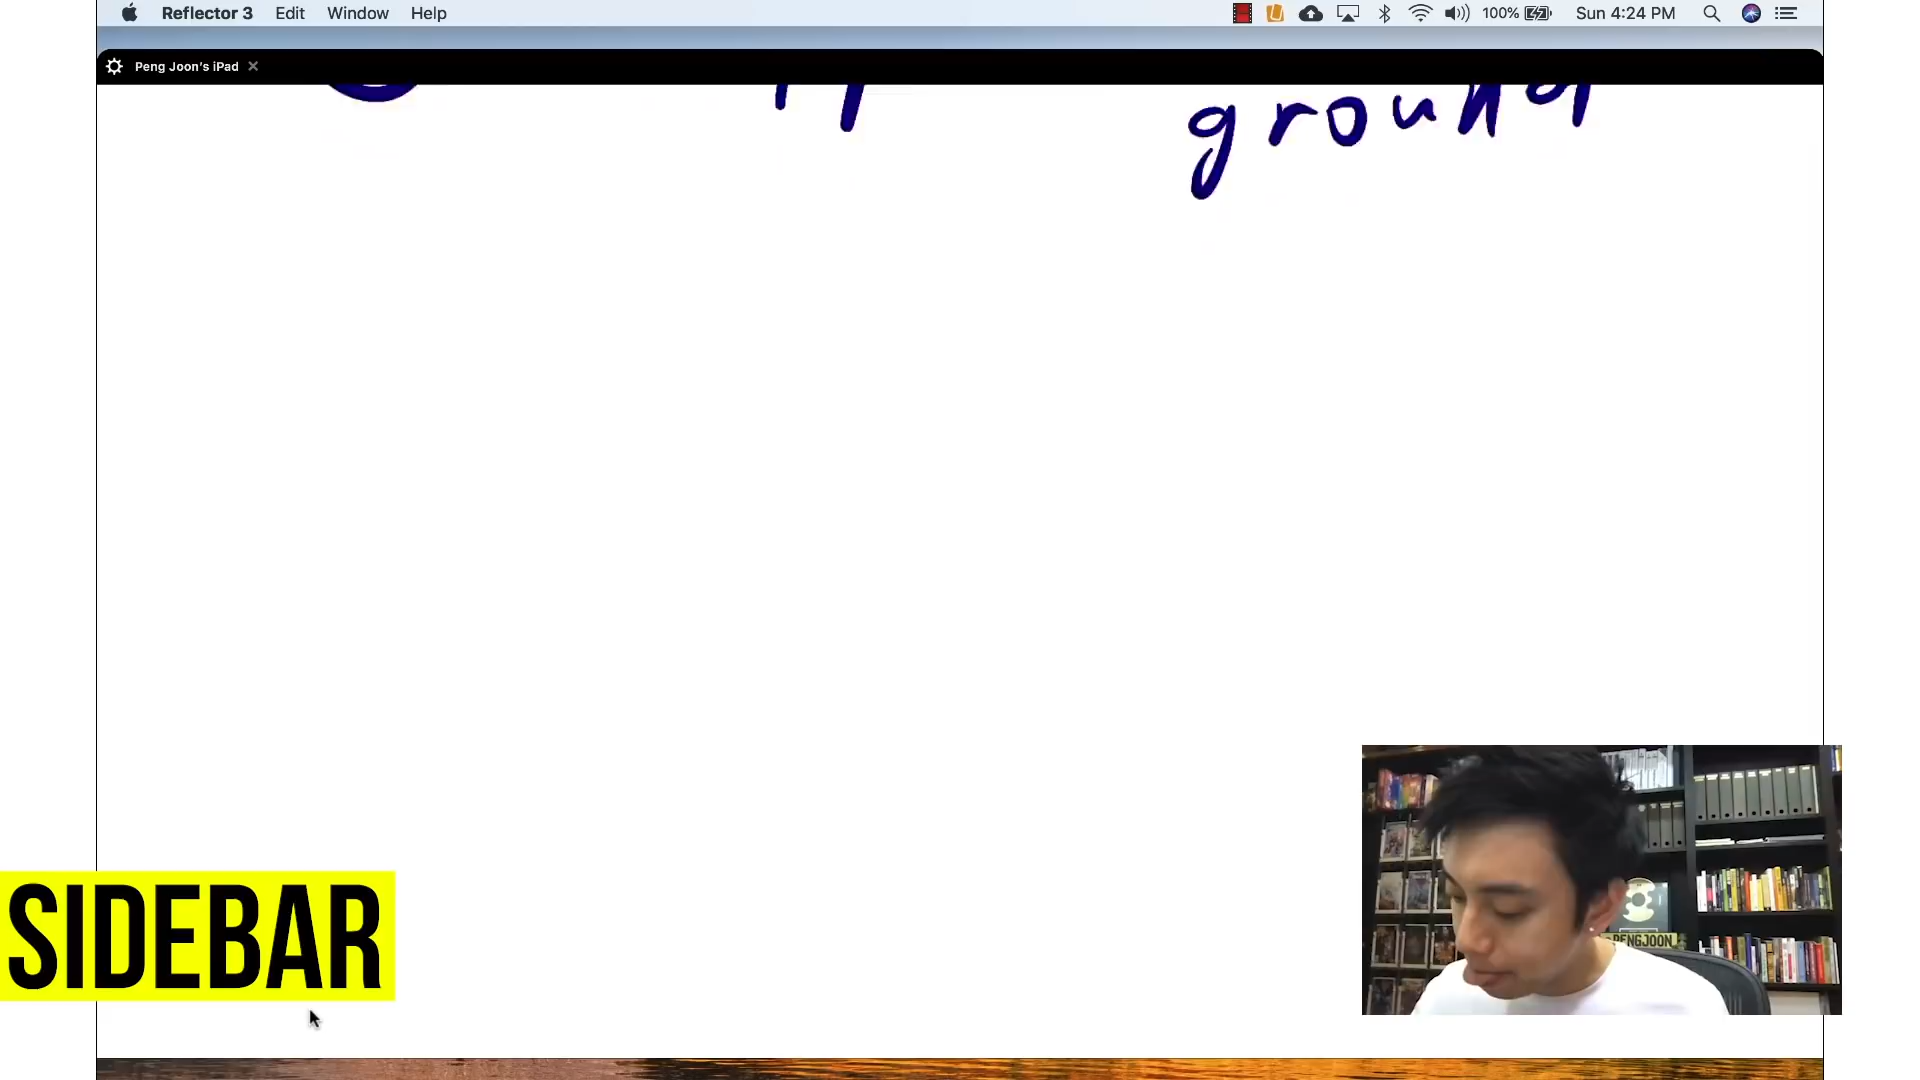 Reflector 3 Edit Window Help 100% Sun 4:24 PM
Peng Joon's iPad
ground
SIDEBAR
PENGJOON